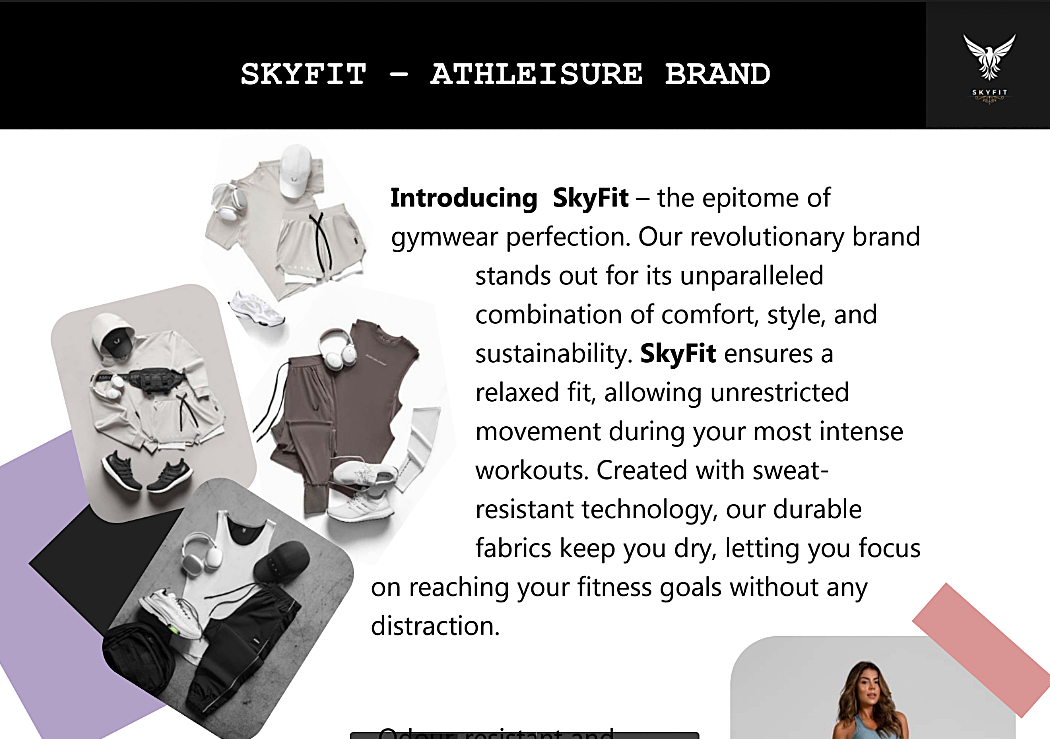 SKYFIT – ATHLEISURE BRAND
SKYFIT
Introducing SkyFit – the epitome of
gymwear perfection. Our revolutionary brand
stands out for its unparalleled
combination of comfort, style, and
sustainability. SkyFit ensures a
relaxed fit, allowing unrestricted
movement during your most intense
workouts. Created with sweat-
resistant technology, our durable
fabrics keep you dry, letting you focus
on reaching your fitness goals without any
distraction.
Odour resistant and